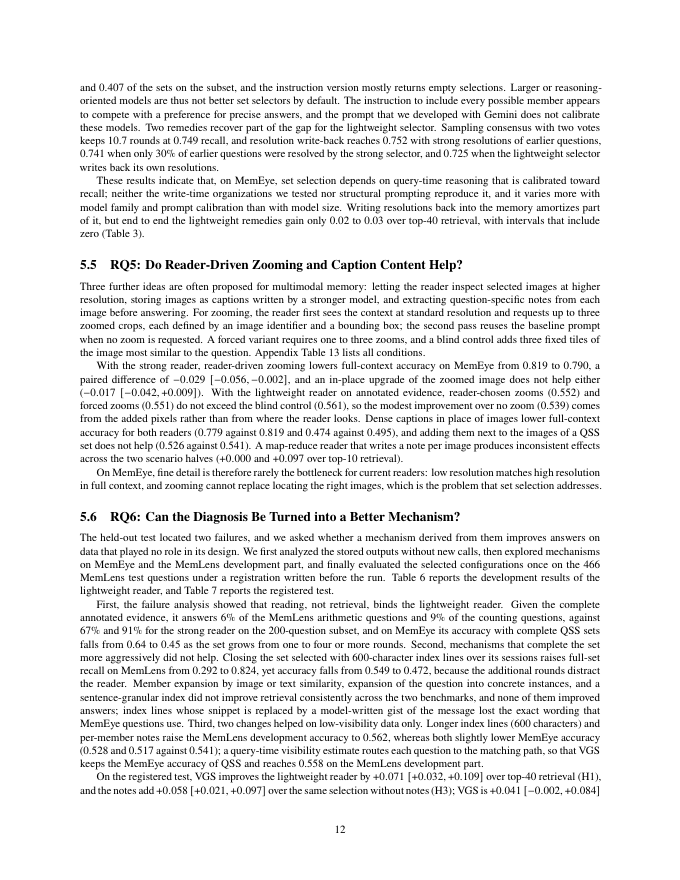 and 0.407 of the sets on the subset, and the instruction version mostly returns empty selections. Larger or reasoning-
oriented models are thus not better set selectors by default. The instruction to include every possible member appears
to compete with a preference for precise answers, and the prompt that we developed with Gemini does not calibrate
these models. Two remedies recover part of the gap for the lightweight selector. Sampling consensus with two votes
keeps 10.7 rounds at 0.749 recall, and resolution write-back reaches 0.752 with strong resolutions of earlier questions,
0.741 when only 30% of earlier questions were resolved by the strong selector, and 0.725 when the lightweight selector
writes back its own resolutions.
These results indicate that, on MemEye, set selection depends on query-time reasoning that is calibrated toward
recall; neither the write-time organizations we tested nor structural prompting reproduce it, and it varies more with
model family and prompt calibration than with model size. Writing resolutions back into the memory amortizes part
of it, but end to end the lightweight remedies gain only 0.02 to 0.03 over top-40 retrieval, with intervals that include
zero (Table 3).
5.5 RQ5: Do Reader-Driven Zooming and Caption Content Help?
Three further ideas are often proposed for multimodal memory: letting the reader inspect selected images at higher
resolution, storing images as captions written by a stronger model, and extracting question-specific notes from each
image before answering. For zooming, the reader first sees the context at standard resolution and requests up to three
zoomed crops, each defined by an image identifier and a bounding box; the second pass reuses the baseline prompt
when no zoom is requested. A forced variant requires one to three zooms, and a blind control adds three fixed tiles of
the image most similar to the question. Appendix Table 13 lists all conditions.
With the strong reader, reader-driven zooming lowers full-context accuracy on MemEye from 0.819 to 0.790, a
paired difference of −0.029 [−0.056, −0.002], and an in-place upgrade of the zoomed image does not help either
(−0.017 [−0.042, +0.009]). With the lightweight reader on annotated evidence, reader-chosen zooms (0.552) and
forced zooms (0.551) do not exceed the blind control (0.561), so the modest improvement over no zoom (0.539) comes
from the added pixels rather than from where the reader looks. Dense captions in place of images lower full-context
accuracy for both readers (0.779 against 0.819 and 0.474 against 0.495), and adding them next to the images of a QSS
set does not help (0.526 against 0.541). A map-reduce reader that writes a note per image produces inconsistent effects
across the two scenario halves (+0.000 and +0.097 over top-10 retrieval).
On MemEye, fine detail is therefore rarely the bottleneck for current readers: low resolution matches high resolution
in full context, and zooming cannot replace locating the right images, which is the problem that set selection addresses.
5.6 RQ6: Can the Diagnosis Be Turned into a Better Mechanism?
The held-out test located two failures, and we asked whether a mechanism derived from them improves answers on
data that played no role in its design. We first analyzed the stored outputs without new calls, then explored mechanisms
on MemEye and the MemLens development part, and finally evaluated the selected configurations once on the 466
MemLens test questions under a registration written before the run. Table 6 reports the development results of the
lightweight reader, and Table 7 reports the registered test.
First, the failure analysis showed that reading, not retrieval, binds the lightweight reader. Given the complete
annotated evidence, it answers 6% of the MemLens arithmetic questions and 9% of the counting questions, against
67% and 91% for the strong reader on the 200-question subset, and on MemEye its accuracy with complete QSS sets
falls from 0.64 to 0.45 as the set grows from one to four or more rounds. Second, mechanisms that complete the set
more aggressively did not help. Closing the set selected with 600-character index lines over its sessions raises full-set
recall on MemLens from 0.292 to 0.824, yet accuracy falls from 0.549 to 0.472, because the additional rounds distract
the reader. Member expansion by image or text similarity, expansion of the question into concrete instances, and a
sentence-granular index did not improve retrieval consistently across the two benchmarks, and none of them improved
answers; index lines whose snippet is replaced by a model-written gist of the message lost the exact wording that
MemEye questions use. Third, two changes helped on low-visibility data only. Longer index lines (600 characters) and
per-member notes raise the MemLens development accuracy to 0.562, whereas both slightly lower MemEye accuracy
(0.528 and 0.517 against 0.541); a query-time visibility estimate routes each question to the matching path, so that VGS
keeps the MemEye accuracy of QSS and reaches 0.558 on the MemLens development part.
On the registered test, VGS improves the lightweight reader by +0.071 [+0.032, +0.109] over top-40 retrieval (H1),
and the notes add +0.058 [+0.021, +0.097] over the same selection without notes (H3); VGS is +0.041 [−0.002, +0.084]
12